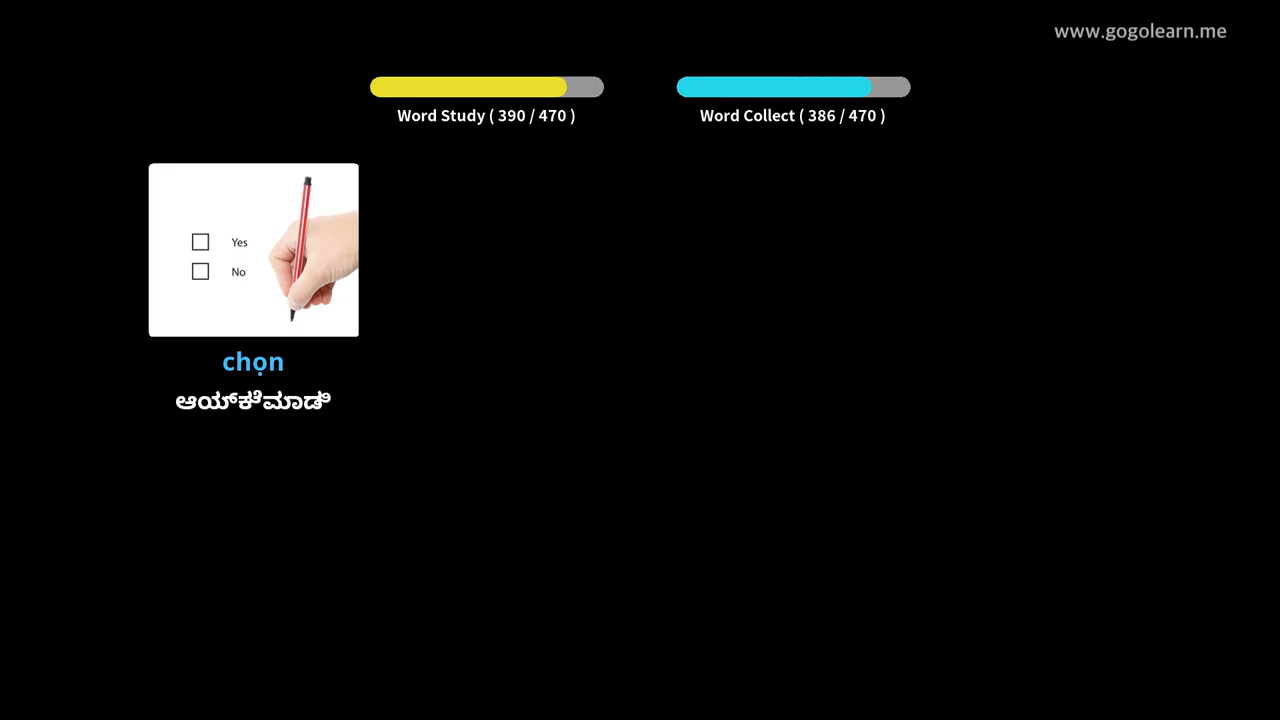 www.gogolearn.me
Word Study ( 390 / 470 )
Word Collect ( 386 / 470 )
Yes
No
chọn
ಆಯ್ಕೆಮಾಡಿ